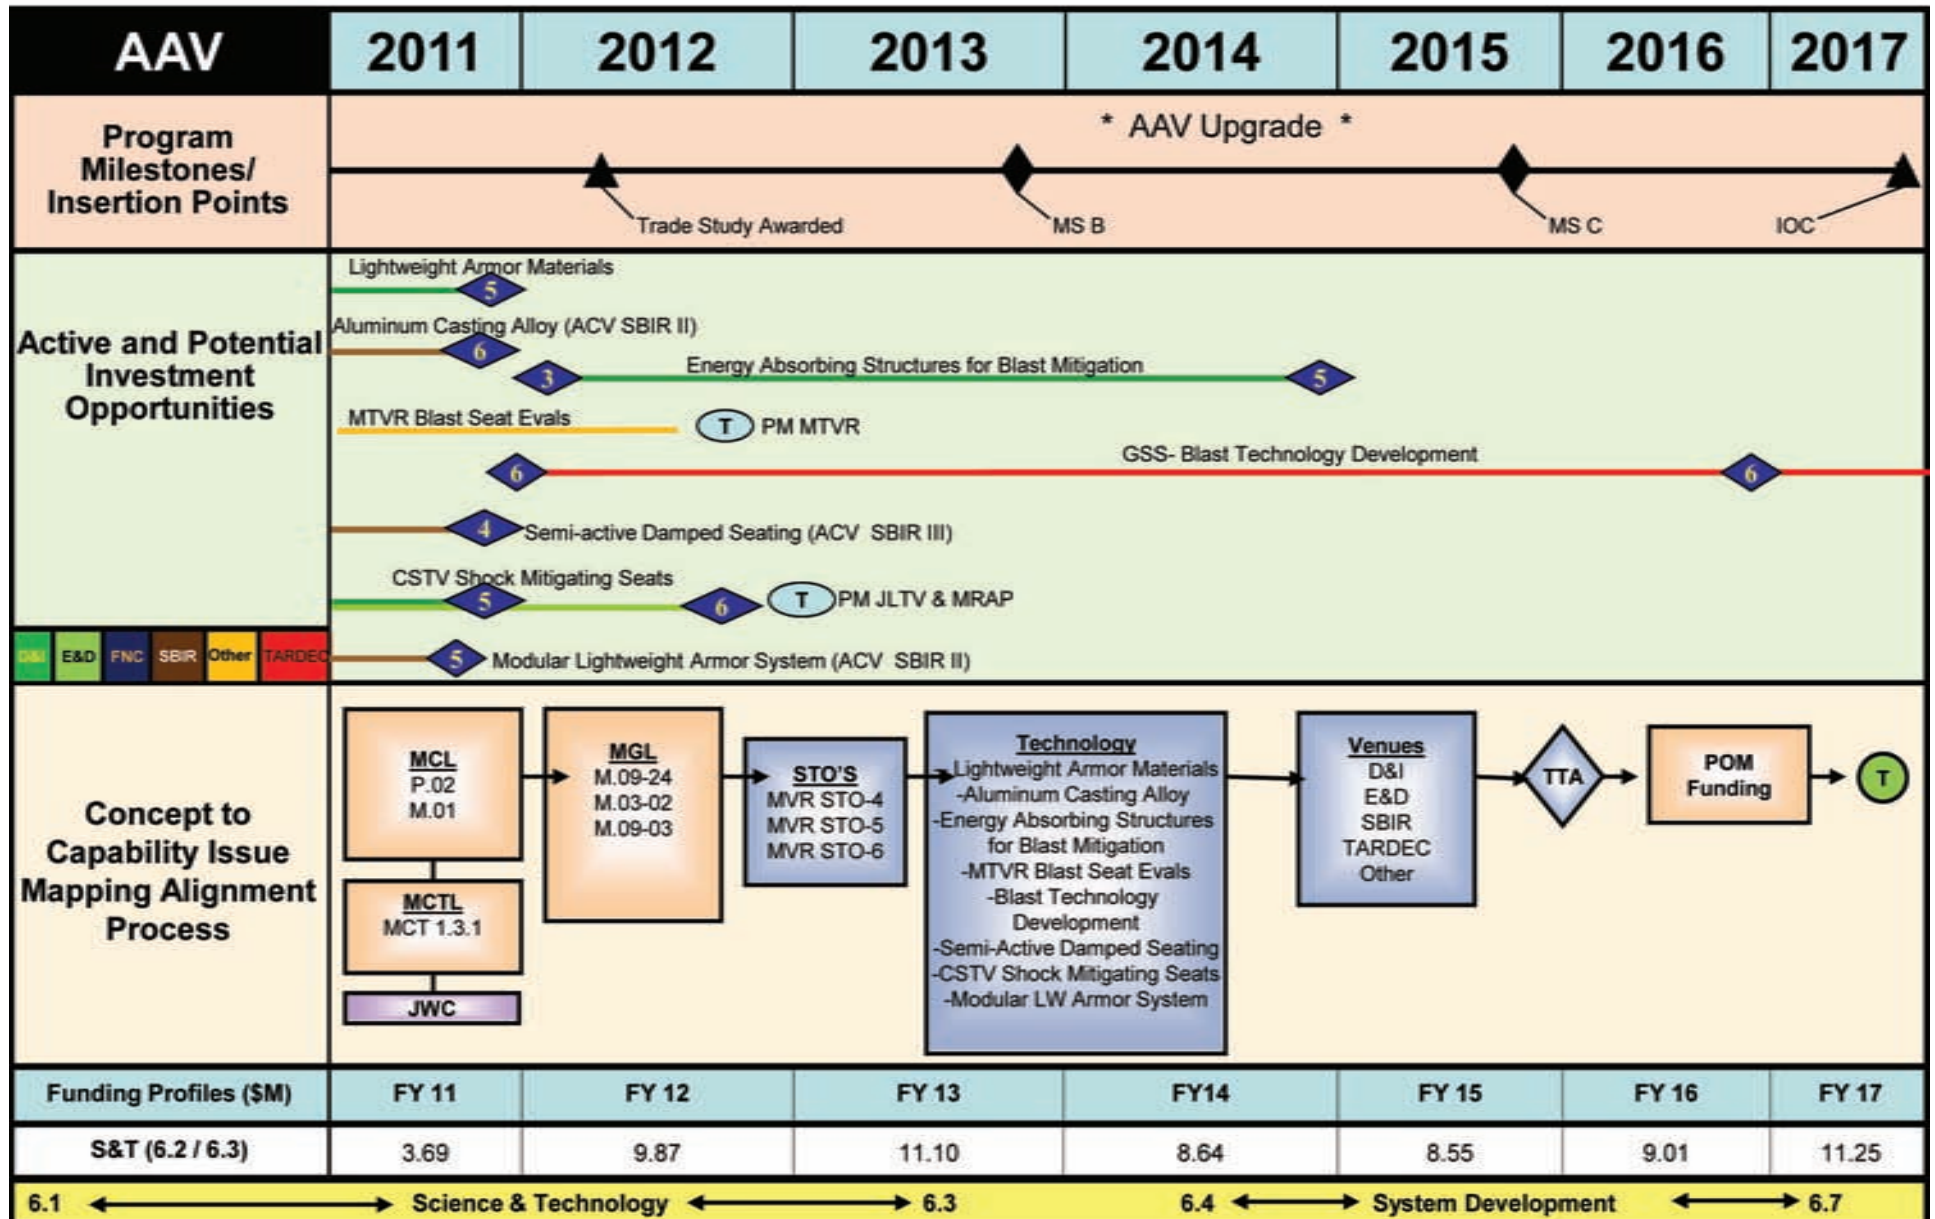 AAV 2011 2012 2013 2014 2015 2016 2017
Program
Milestones/
Insertion Points
* AAV Upgrade *
Trade Study Awarded
MS B
MS C
IOC
Active and Potential
Investment
Opportunities
Lightweight Armor Materials
5
Aluminum Casting Alloy (ACV SBIR II)
6
3
Energy Absorbing Structures for Blast Mitigation
5
MTVR Blast Seat Evals
T PM MTVR
GSS- Blast Technology Development
6
6
4 Semi-active Damped Seating (ACV SBIR III)
CSTV Shock Mitigating Seats
5
6
T PM JLTV & MRAP
D&I E&D FNC SBIR Other TARDEC
5 Modular Lightweight Armor System (ACV SBIR II)
Concept to
Capability Issue
Mapping Alignment
Process
MCL
P.02
M.01
MCTL
MCT 1.3.1
JWC
MGL
M.09-24
M.03-02
M.09-03
STO'S
MVR STO-4
MVR STO-5
MVR STO-6
Technology
-Lightweight Armor Materials
-Aluminum Casting Alloy
-Energy Absorbing Structures
for Blast Mitigation
-MTVR Blast Seat Evals
-Blast Technology
Development
-Semi-Active Damped Seating
-CSTV Shock Mitigating Seats
-Modular LW Armor System
Venues
D&I
E&D
SBIR
TARDEC
Other
TTA
POM
Funding
T
Funding Profiles ($M) FY 11 FY 12 FY 13 FY14 FY 15 FY 16 FY 17
S&T (6.2 / 6.3) 3.69 9.87 11.10 8.64 8.55 9.01 11.25
6.1 Science & Technology 6.3 6.4 System Development 6.7